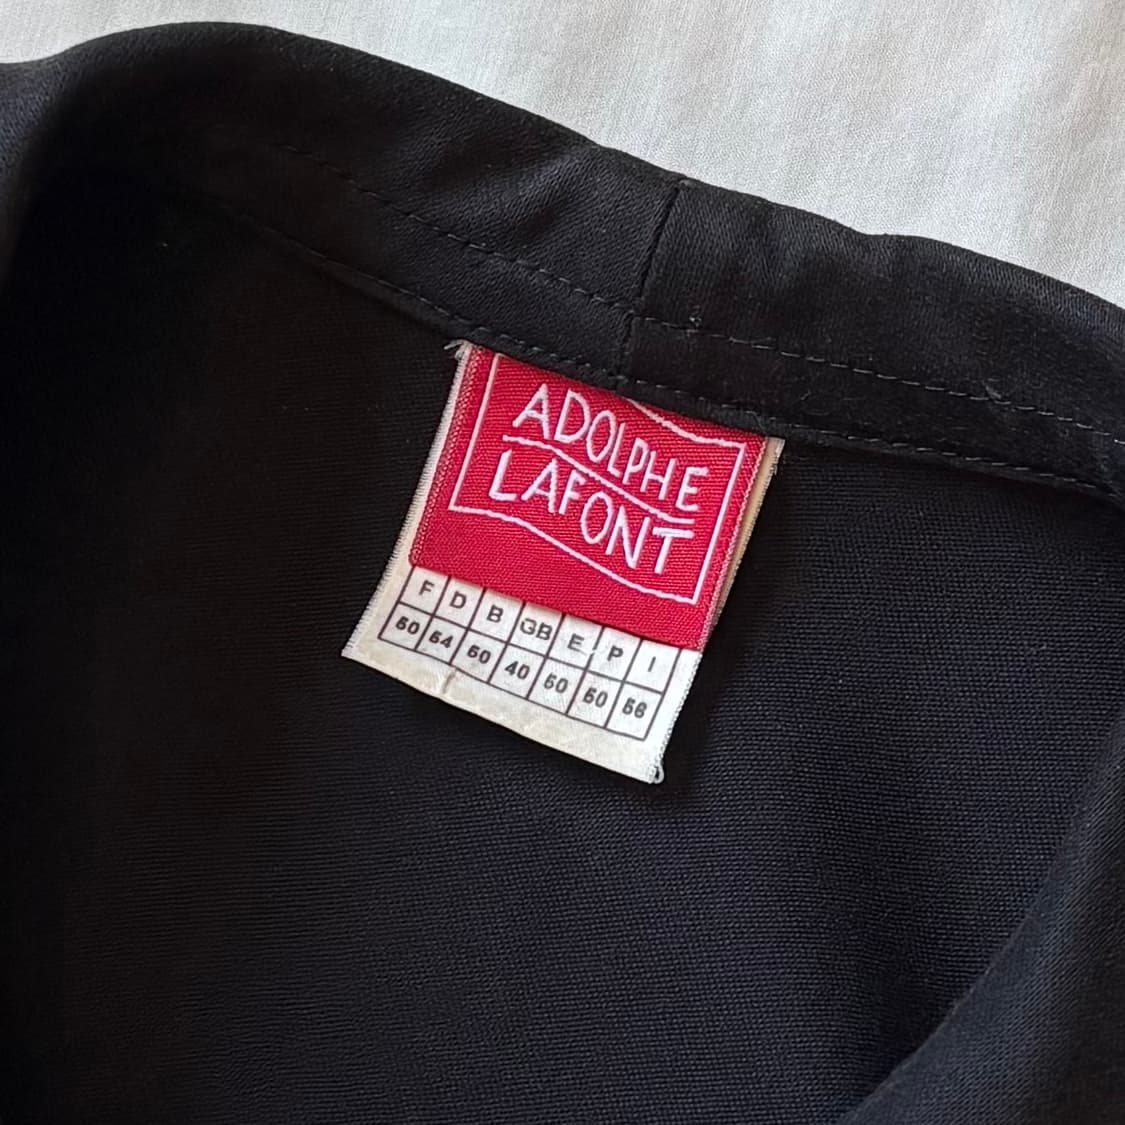 ADOLPHE
LAFONT
F D B GB E P I
50 54 50 40 50 50 56